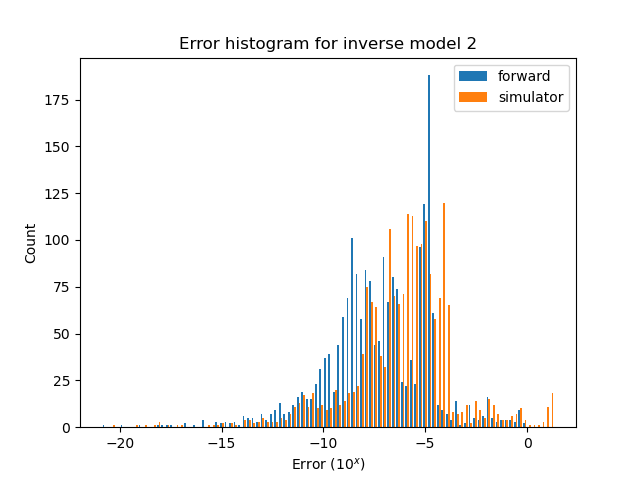 Error histogram for inverse model 2
forward
simulator
175
150
125
100
75
50
25
0
Count
−20
−15
−10
−5
0
Error (10^x)